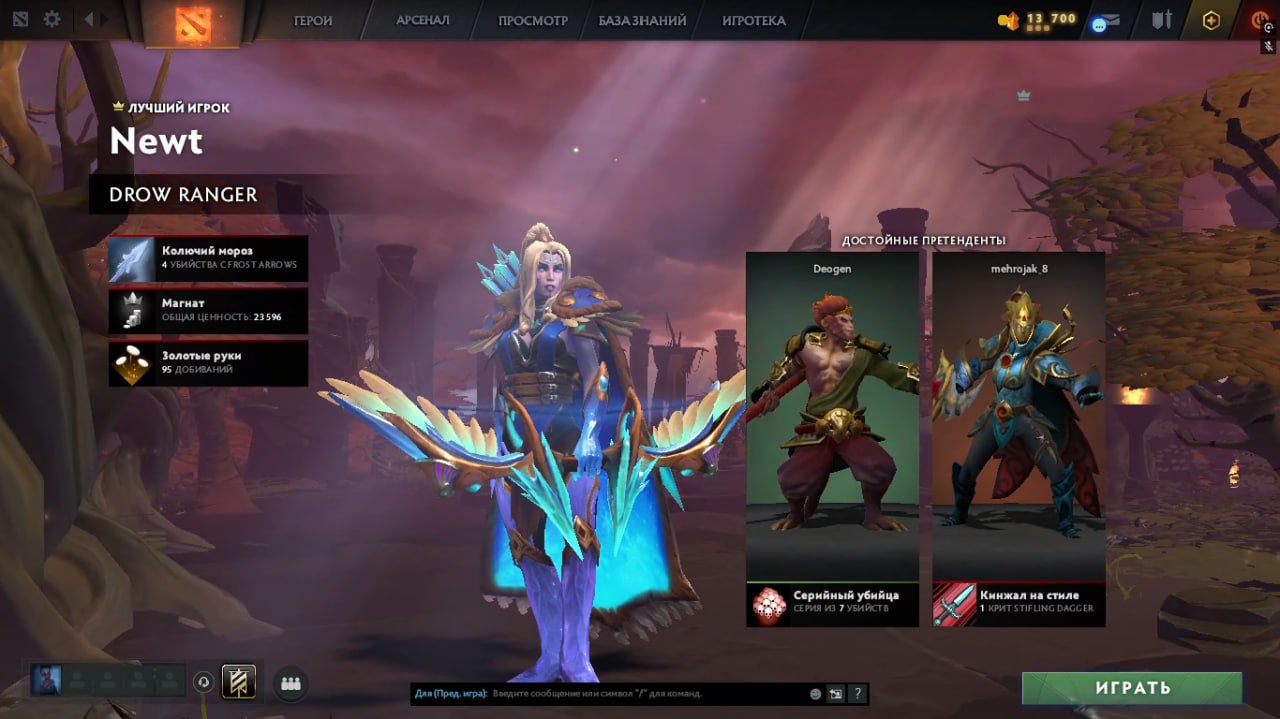 ГЕРОИ
АРСЕНАЛ
ПРОСМОТР
БАЗА ЗНАНИЙ
ИГРОТЕКА
13 700
ЛУЧШИЙ ИГРОК
Newt
DROW RANGER
Колючий мороз
4 УБИЙСТВА С FROST ARROWS
Магнат
ОБЩАЯ ЦЕННОСТЬ: 23 596
Золотые руки
95 ДОБИВАНИЙ
ДОСТОЙНЫЕ ПРЕТЕНДЕНТЫ
Deogen
mehrojak_8
Серийный убийца
СЕРИЯ ИЗ 7 УБИЙСТВ
Кинжал на стиле
1 КРИТ STIFLING DAGGER
Для (Пред. игра): Введите сообщение или символ "/" для команд.
?
ИГРАТЬ